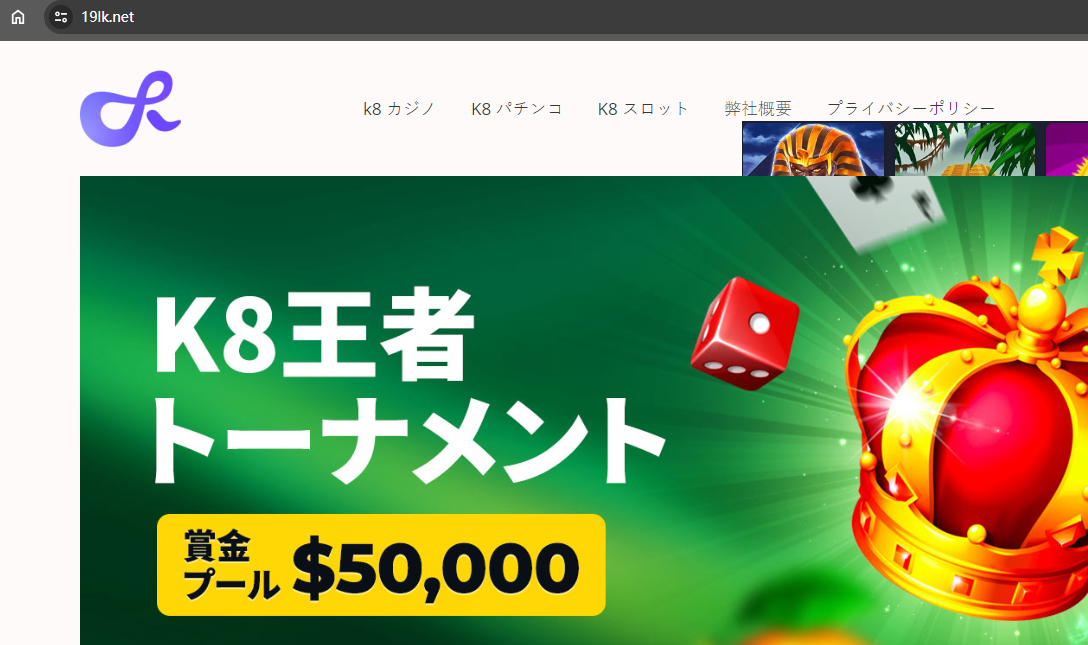 19lk.net
k8 カジノ K8 パチンコ K8 スロット 弊社概要 プライバシーポリシー
K8王者
トーナメント
賞金
プール $50,000